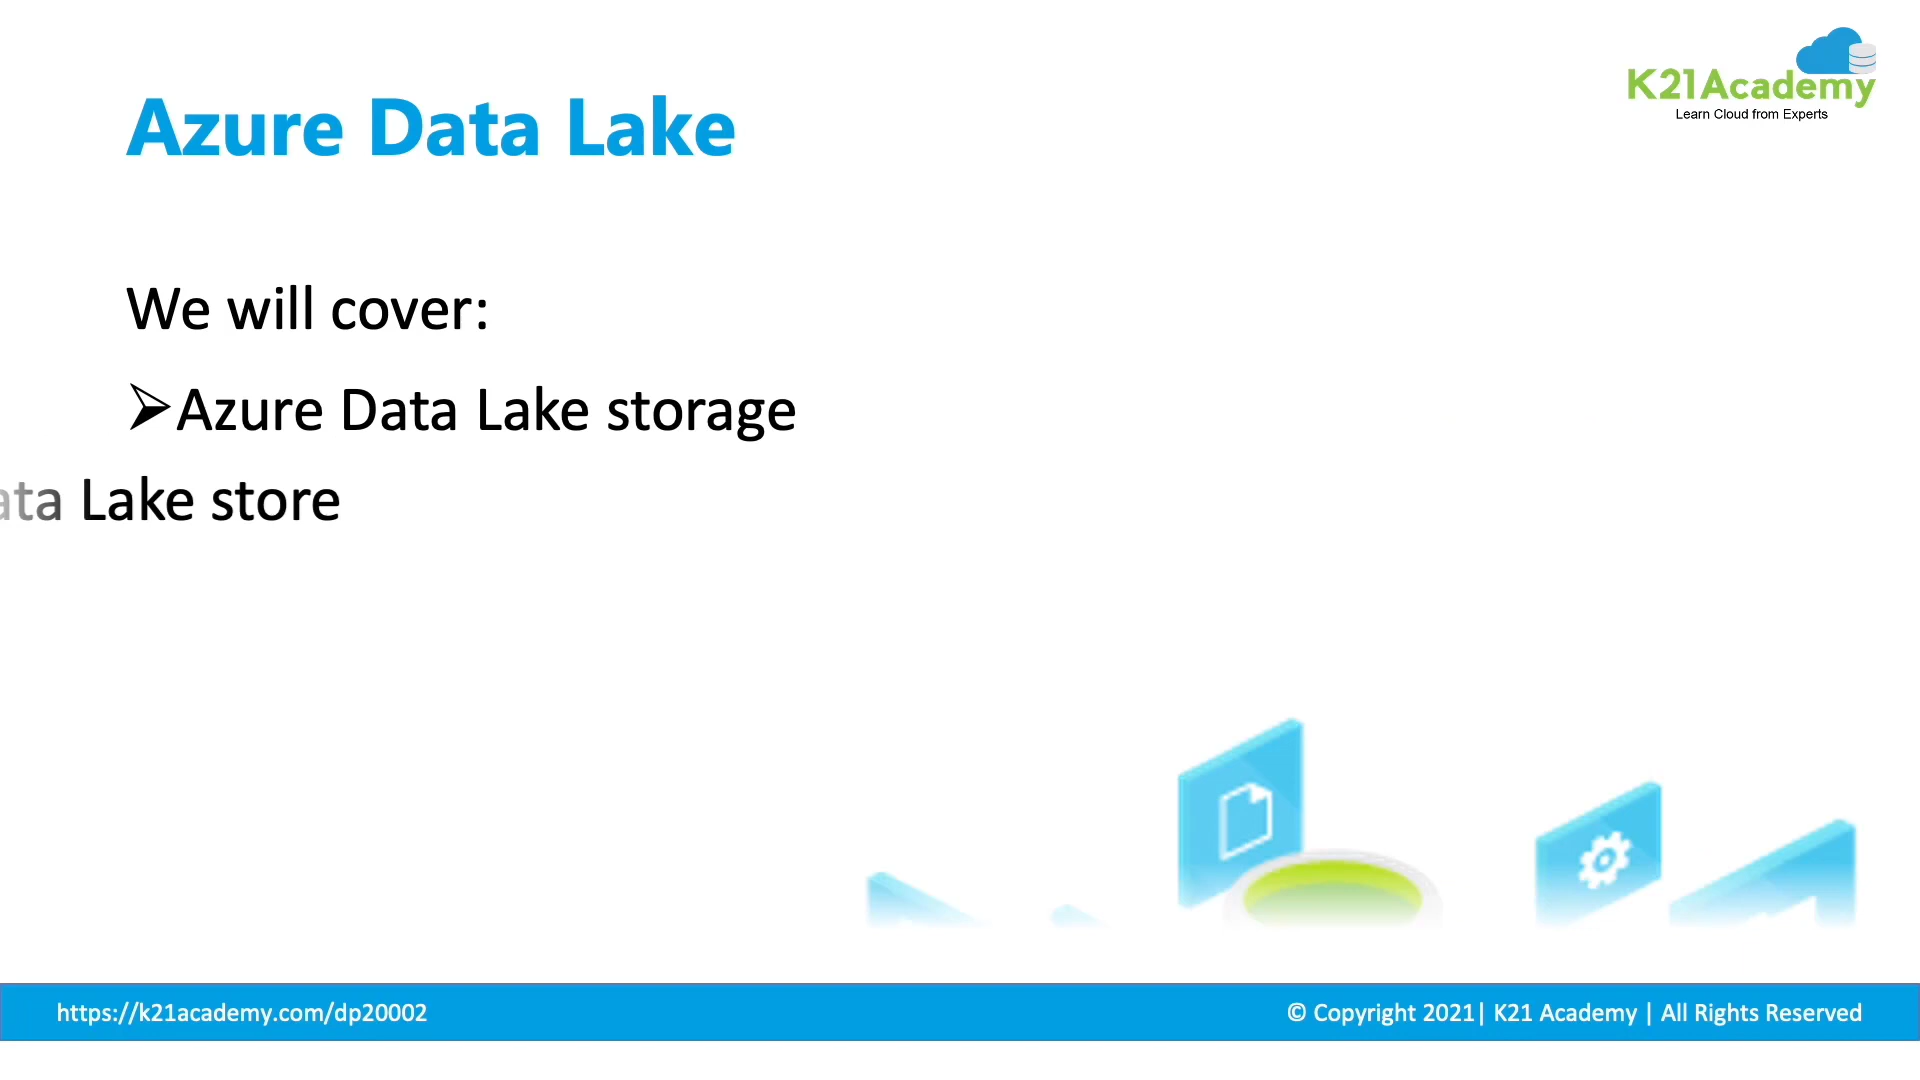 K21Academy
Learn Cloud from Experts
Azure Data Lake
We will cover:
➢Azure Data Lake storage
ata Lake store
https://k21academy.com/dp20002
© Copyright 2021| K21 Academy | All Rights Reserved